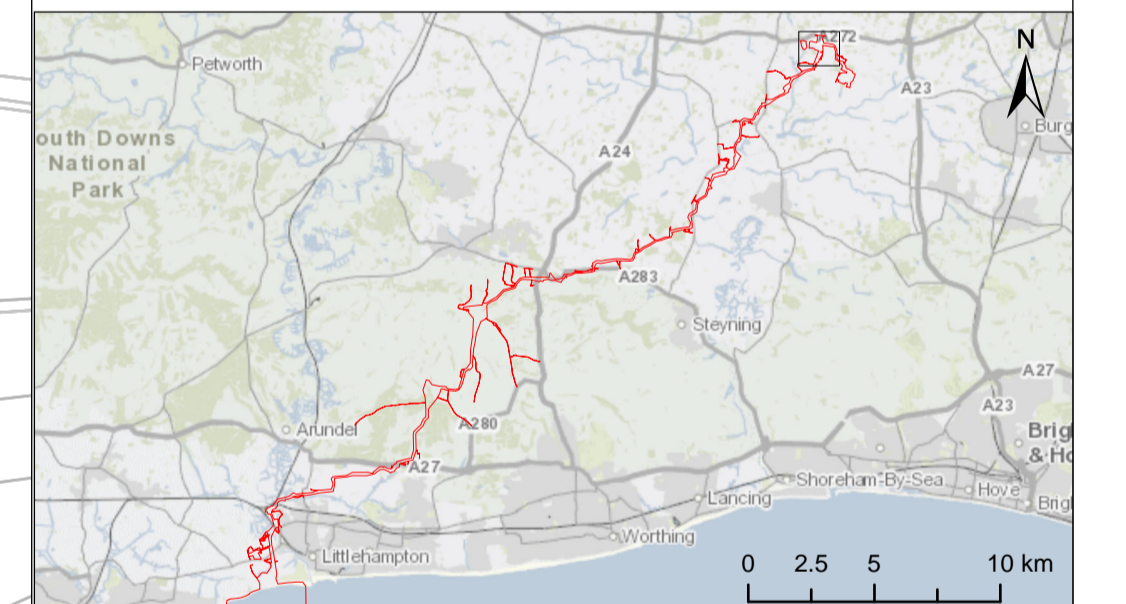 A272
N
Petworth
A23
Burg
outh Downs
National
Park
A24
A283
Steyning
A27
A23
Arundel
A280
Brig
& Ho
A27
Shoreham-By-Sea
Hove
Lancing
Brig
Worthing
Littlehampton
0 2.5 5 10 km